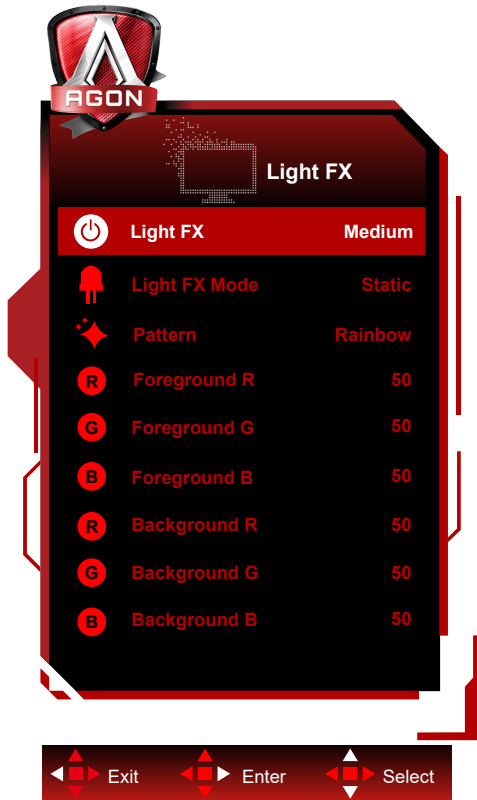 AGON
Light FX
Light FX Medium
Light FX Mode Static
Pattern Rainbow
R Foreground R 50
G Foreground G 50
B Foreground B 50
R Background R 50
G Background G 50
B Background B 50
Exit Enter Select